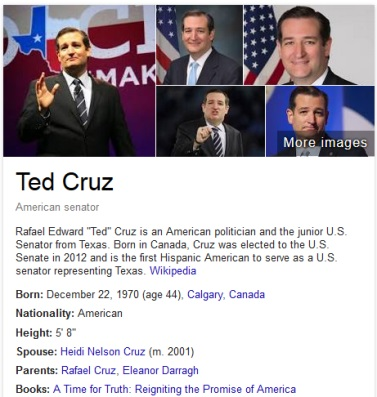 C
MAK
More images
Ted Cruz
American senator
Rafael Edward "Ted" Cruz is an American politician and the junior U.S.
Senator from Texas. Born in Canada, Cruz was elected to the U.S.
Senate in 2012 and is the first Hispanic American to serve as a U.S.
senator representing Texas. Wikipedia
Born: December 22, 1970 (age 44), Calgary, Canada
Nationality: American
Height: 5' 8"
Spouse: Heidi Nelson Cruz (m. 2001)
Parents: Rafael Cruz, Eleanor Darragh
Books: A Time for Truth: Reigniting the Promise of America